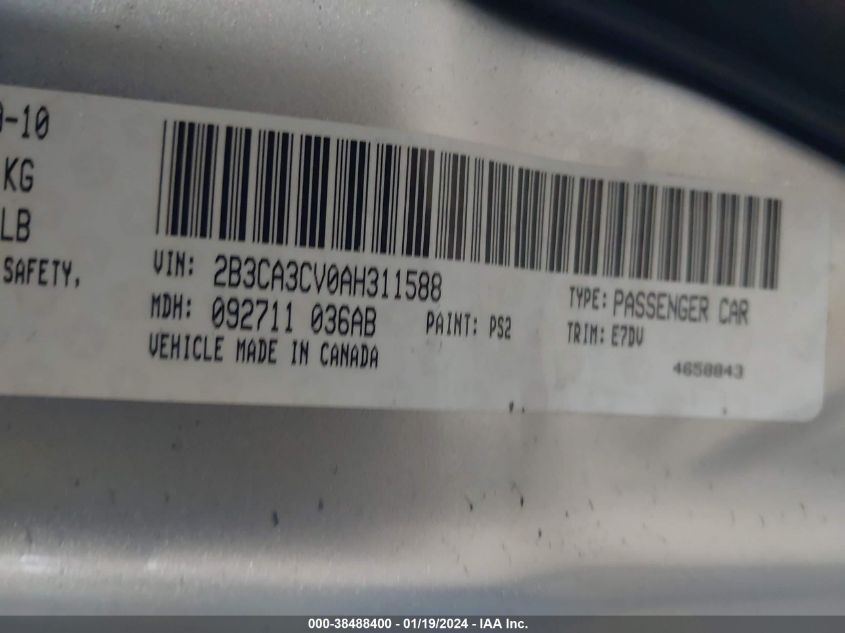 -10
KG
LB
SAFETY,
VIN: 2B3CA3CV0AH311588
TYPE: PASSENGER CAR
MDH: 092711 036AB
PAINT: PS2
TRIM: E7DV
VEHICLE MADE IN CANADA
4658843
000-38488400 - 01/19/2024 - IAA Inc.